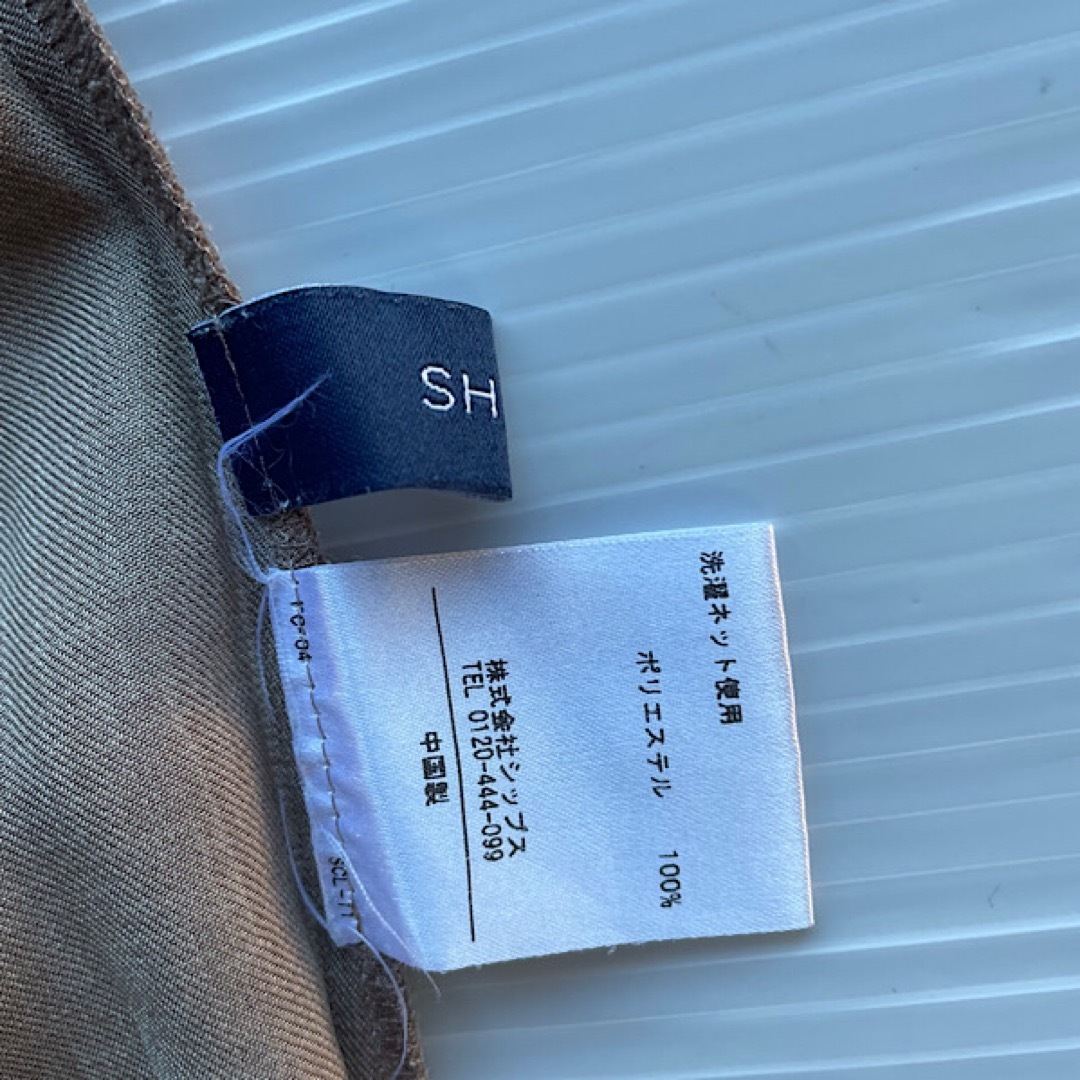 SH
洗濯ネット使用
ポリエステル 100%
株式会社シップス
TEL 0120-444-099
中国製